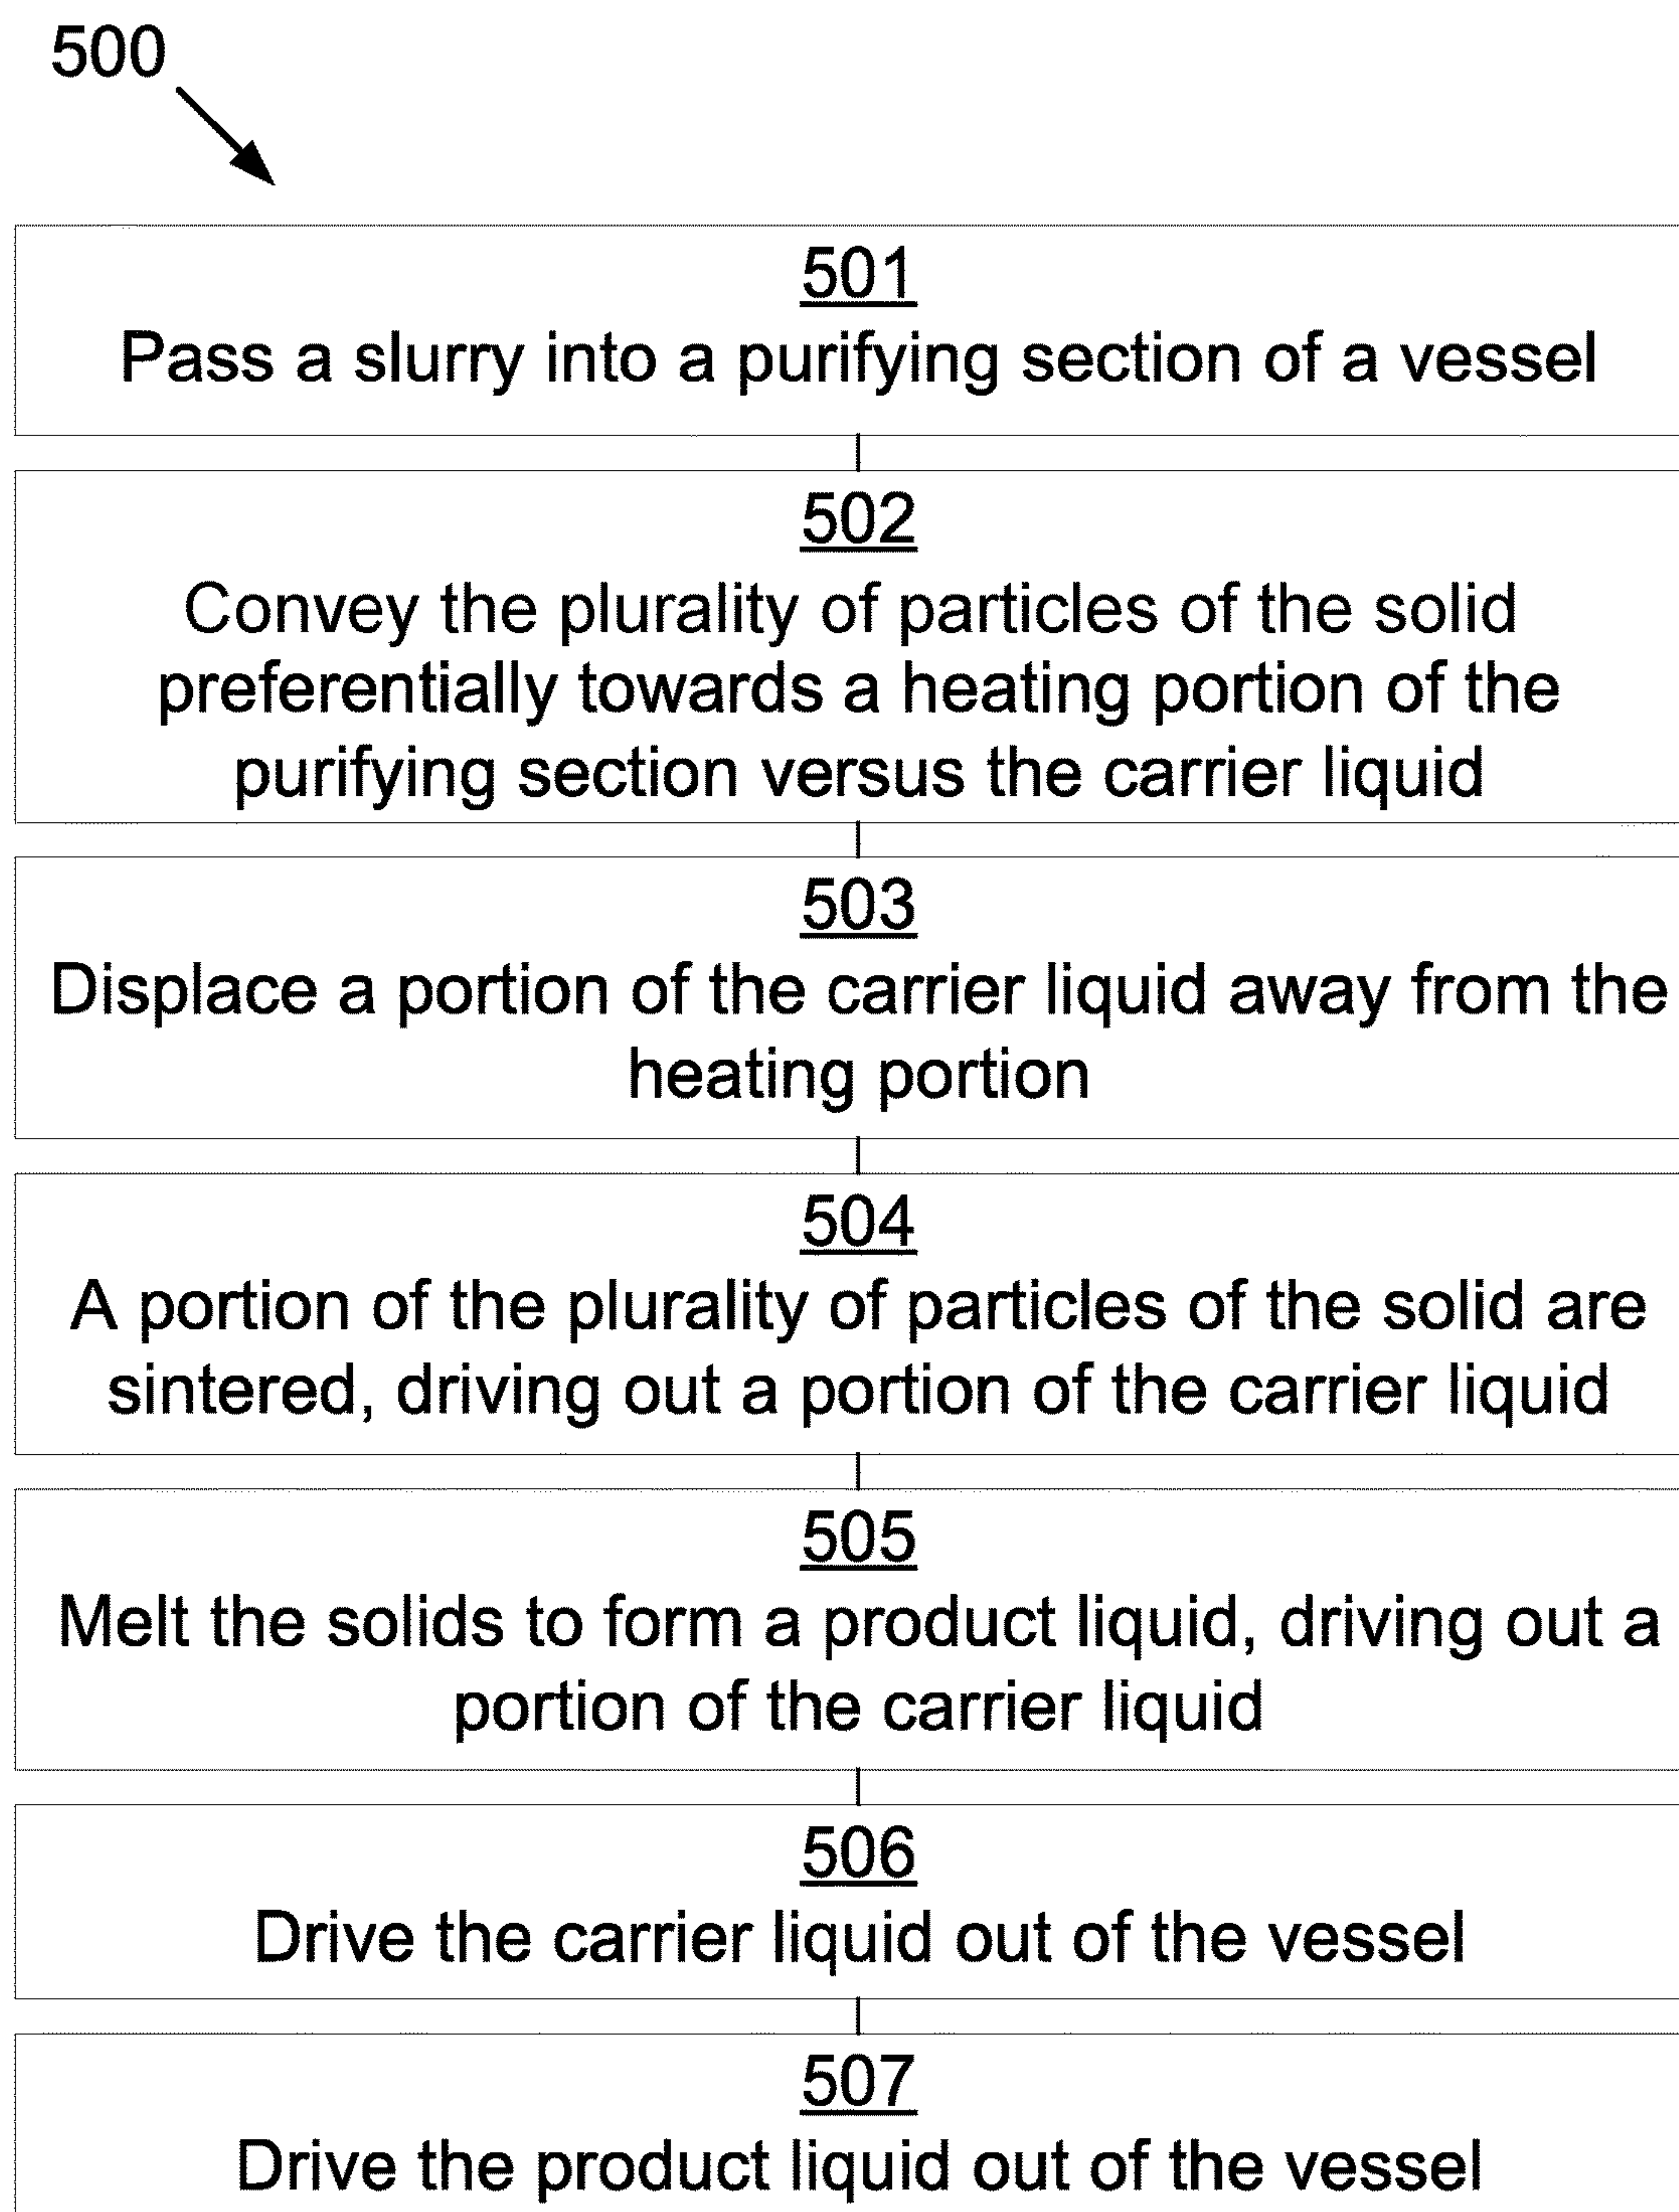 500
501
Pass a slurry into a purifying section of a vessel
502
Convey the plurality of particles of the solid
preferentially towards a heating portion of the
purifying section versus the carrier liquid
503
Displace a portion of the carrier liquid away from the
heating portion
504
A portion of the plurality of particles of the solid are
sintered, driving out a portion of the carrier liquid
505
Melt the solids to form a product liquid, driving out a
portion of the carrier liquid
506
Drive the carrier liquid out of the vessel
507
Drive the product liquid out of the vessel